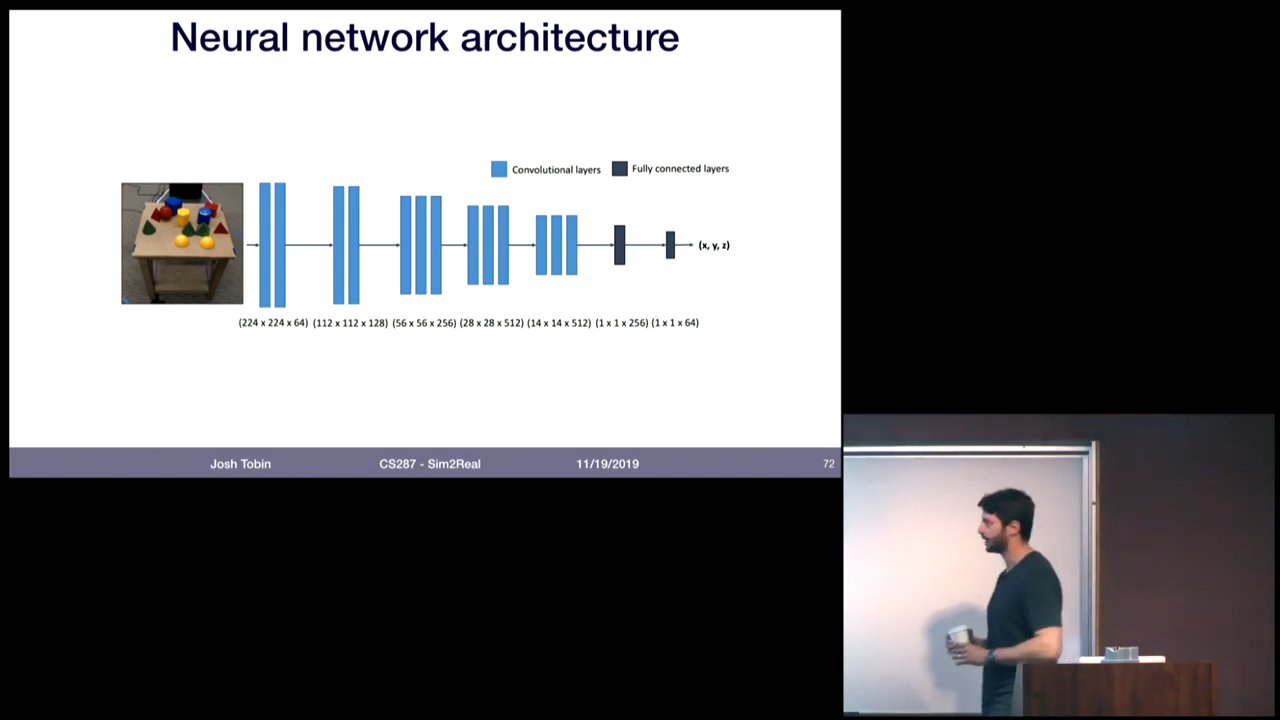 Neural network architecture
Convolutional layers
Fully connected layers
(x, y, z)
(224 x 224 x 64) (112 x 112 x 128) (56 x 56 x 256) (28 x 28 x 512) (14 x 14 x 512) (1 x 1 x 256) (1 x 1 x 64)
Josh Tobin
CS287 - Sim2Real
11/19/2019
72